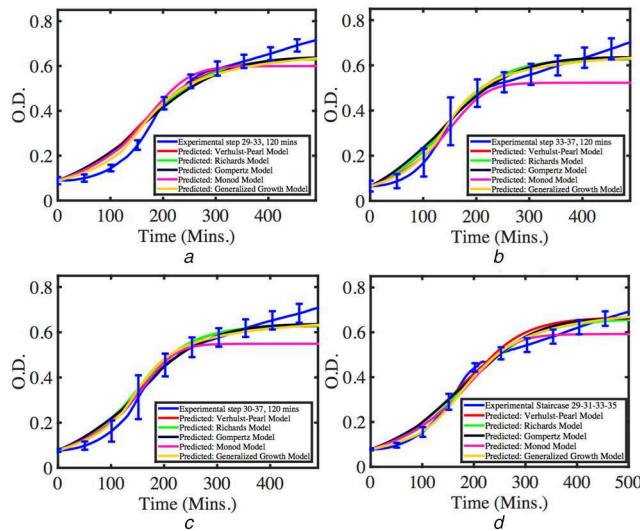 0.8
0.6
0.4
0.2
0
O.D.
Experimental step 29-33, 120 mins
Predicted: Verhulst-Pearl Model
Predicted: Richards Model
Predicted: Gompertz Model
Predicted: Monod Model
Predicted: Generalized Growth Model
0 100 200 300 400
Time (Mins.)
a
0.8
0.6
0.4
0.2
0
O.D.
Experimental step 33-37, 120 mins
Predicted: Verhulst-Pearl Model
Predicted: Richards Model
Predicted: Gompertz Model
Predicted: Monod Model
Predicted: Generalized Growth Model
0 100 200 300 400
Time (Mins.)
b
0.8
0.6
0.4
0.2
0
O.D.
Experimental step 30-37, 120 mins
Predicted: Verhulst-Pearl Model
Predicted: Richards Model
Predicted: Gompertz Model
Predicted: Monod Model
Predicted: Generalized Growth Model
0 100 200 300 400
Time (Mins.)
c
0.8
0.6
0.4
0.2
0
O.D.
Experimental Staircase 29-31-33-35
Predicted: Verhulst-Pearl Model
Predicted: Richards Model
Predicted: Gompertz Model
Predicted: Monod Model
Predicted: Generalized Growth Model
0 100 200 300 400 500
Time (Mins.)
d